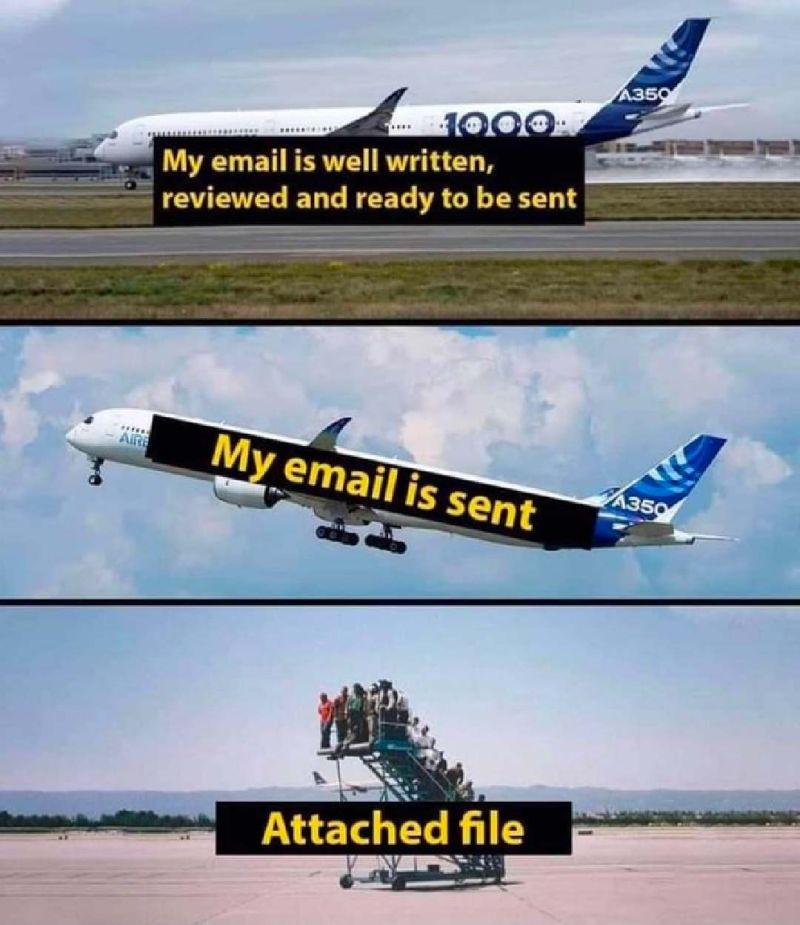 A350
1000
My email is well written,
reviewed and ready to be sent
AIRB
My email is sent
A350
Attached file